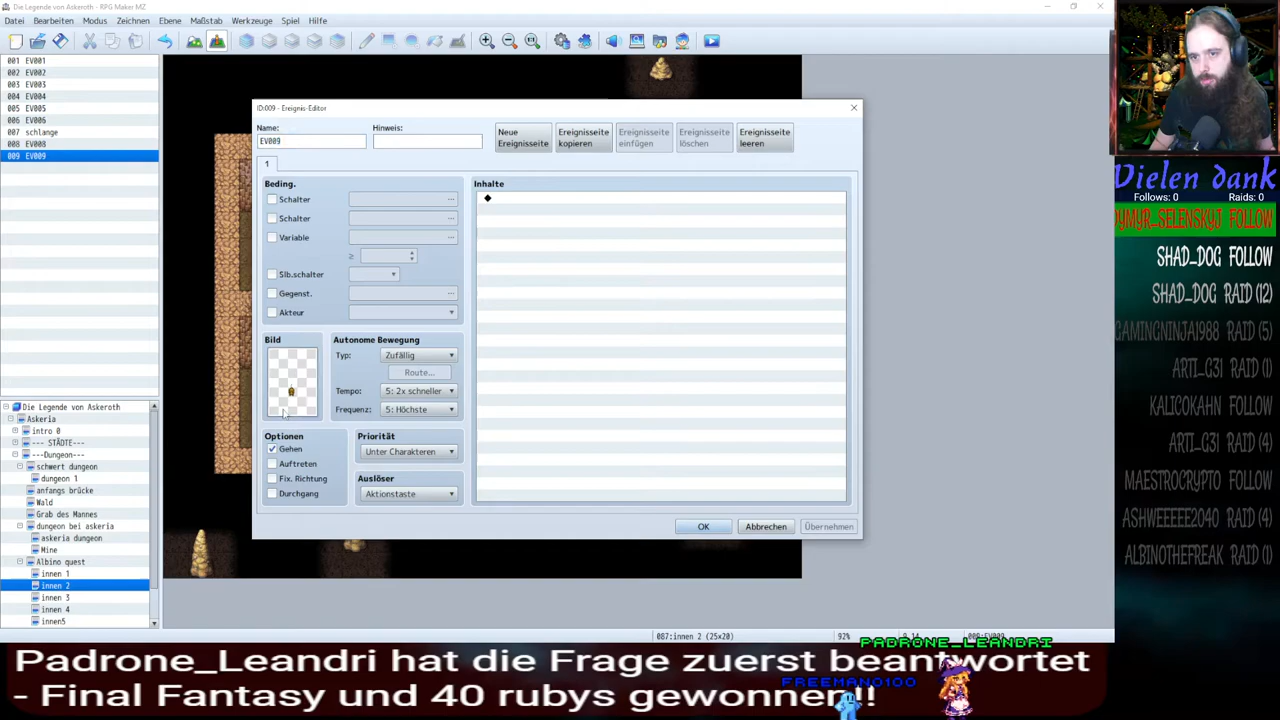 Die Legende von Askeroth - RPG Maker MZ
Datei Bearbeiten Modus Zeichnen Ebene Maßstab Werkzeuge Spiel Hilfe
001 EV001
002 EV002
003 EV003
004 EV004
005 EV005
006 EV006
007 schlange
008 EV008
009 EV009
ID:009 - Ereignis-Editor
Name:
Hinweis:
EV009
Neue Ereignisseite
Ereignisseite kopieren
Ereignisseite einfügen
Ereignisseite löschen
Ereignisseite leeren
1
Beding.
Schalter
Schalter
Variable
≥
Slb.schalter
Gegenst.
Akteur
Inhalte
◆
Bild
Autonome Bewegung
Typ: Zufällig
Route...
Tempo: 5: 2x schneller
Frequenz: 5: Höchste
Optionen
Gehen
Auftreten
Fix. Richtung
Durchgang
Priorität
Unter Charakteren
Auslöser
Aktionstaste
OK
Abbrechen
Übernehmen
Die Legende von Askeroth
Askeria
intro 0
--- STÄDTE---
---Dungeon---
schwert dungeon
dungeon 1
anfangs brücke
Wald
Grab des Mannes
dungeon bei askeria
askeria dungeon
Mine
Albino quest
innen 1
innen 2
innen 3
innen 4
innen5
087:innen 2 (25x20)
92%
Vielen dank
Follows: 0 Raids: 0
DYMYR_SELENSKYJ FOLLOW
SHAD_DOG FOLLOW
SHAD_DOG RAID (12)
GAMINGNINJA1988 RAID (1)
ARTI_G31 RAID (1)
KALICOKAHN FOLLOW
ARTI_G31 RAID (4)
MAESTROCRYPTO FOLLOW
ASHWEEEEE2040 RAID (4)
ALBINOTHEFREAK RAID (1)
PADRONE_LEANDRI
Padrone_Leandri hat die Frage zuerst beantwortet
FREEMANO100
- Final Fantasy und 40 rubys gewonnen!!